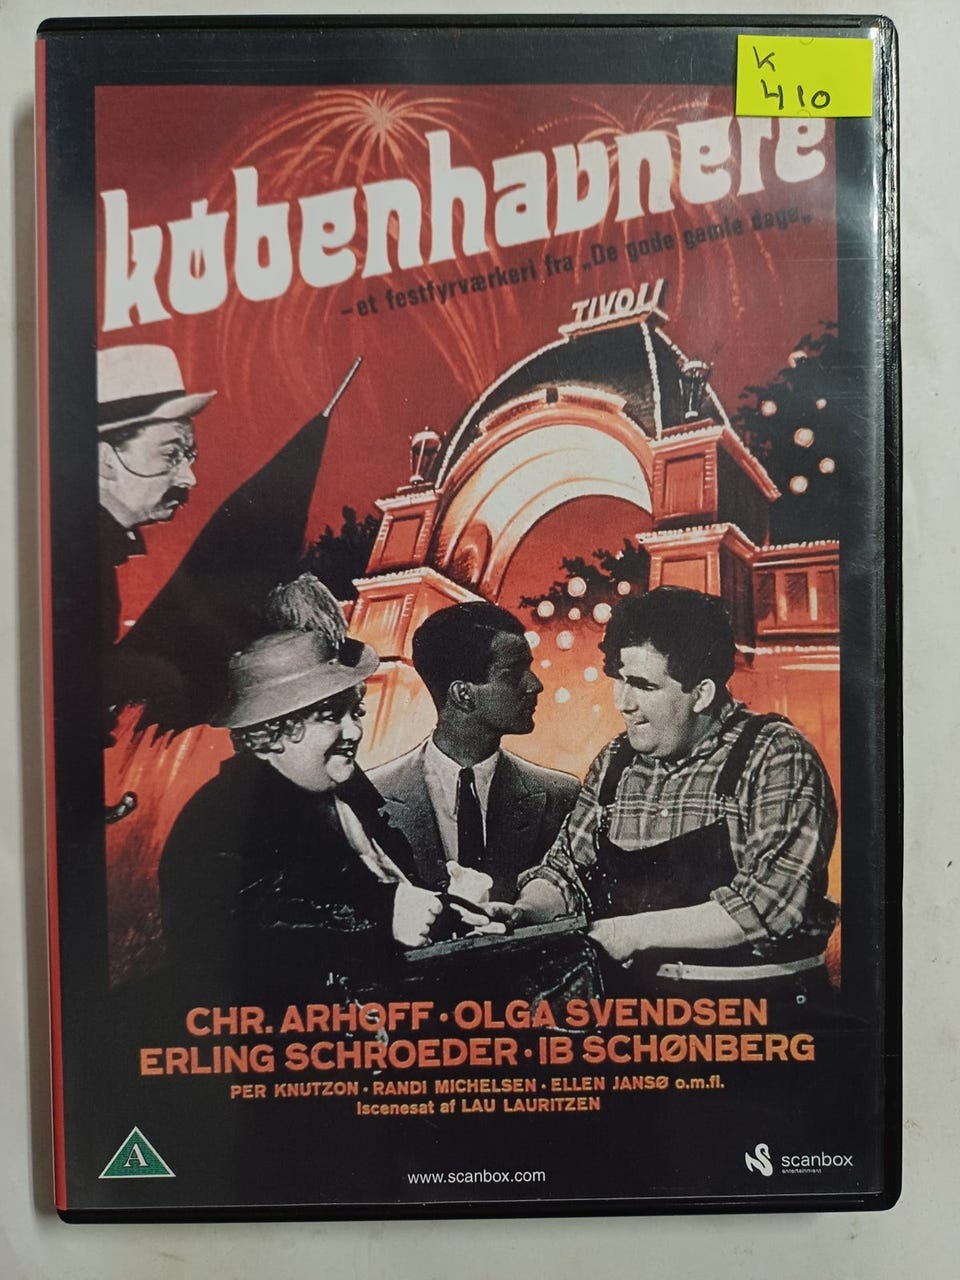 K
410
københavnere
-et festfyrværkeri fra „De gode gamle dage„
TIVOLI
CHR. ARHOFF · OLGA SVENDSEN
ERLING SCHROEDER · IB SCHØNBERG
PER KNUTZON · RANDI MICHELSEN · ELLEN JANSØ o.m.fl.
Iscenesat af LAU LAURITZEN
A
www.scanbox.com
scanbox
entertainment